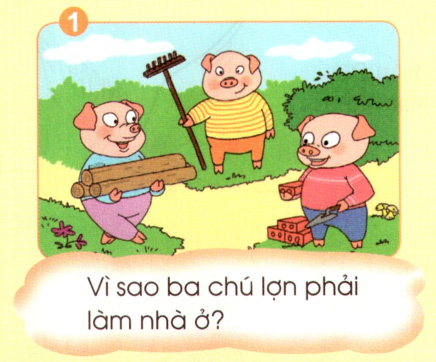 1
Vì sao ba chú lợn phải
làm nhà ở?